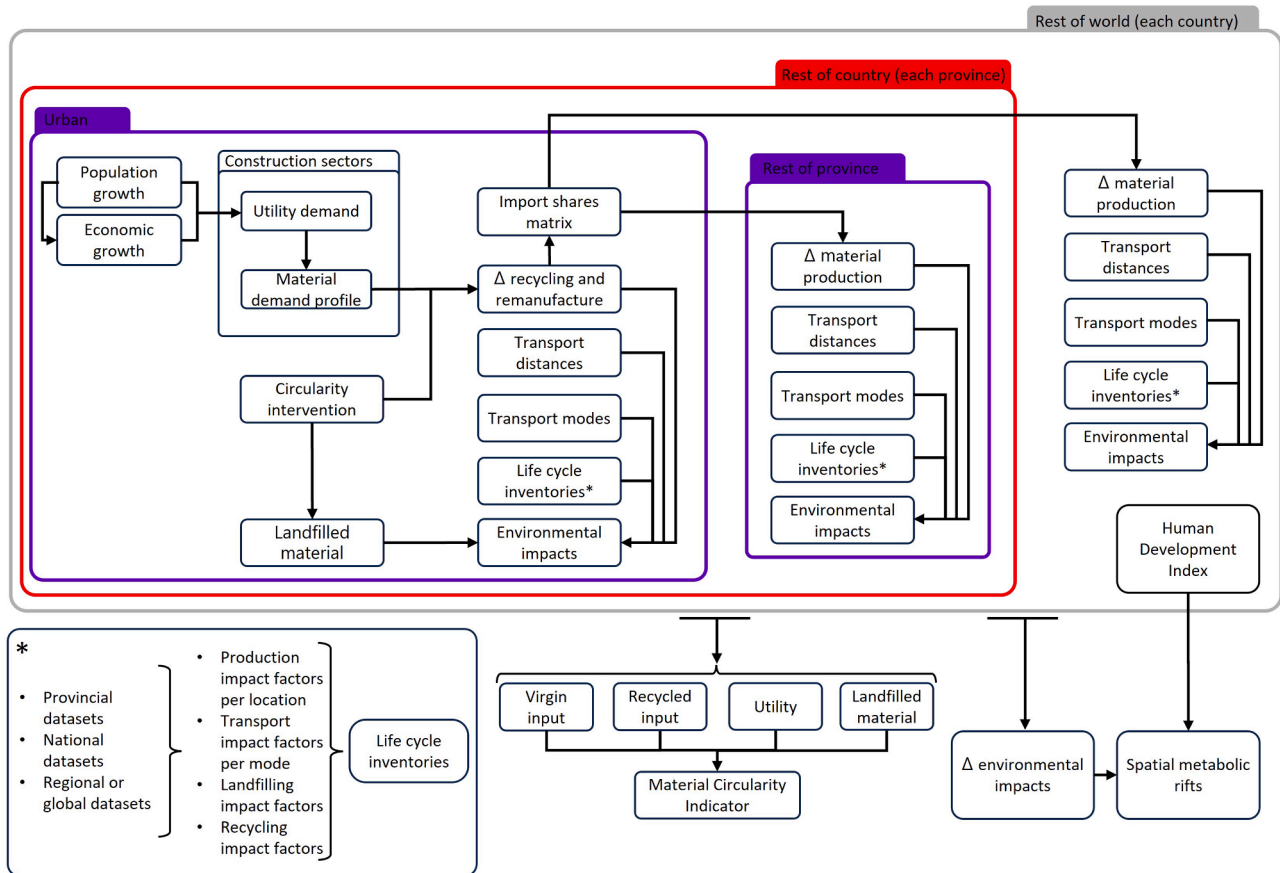 Rest of world (each country)
Rest of country (each province)
Urban
Population
growth
Economic
growth
Construction sectors
Utility demand
Material
demand profile
Circularity
intervention
Landfilled
material
Import shares
matrix
Δ recycling and
remanufacture
Transport
distances
Transport modes
Life cycle
inventories*
Environmental
impacts
Rest of province
Δ material
production
Transport
distances
Transport modes
Life cycle
inventories*
Environmental
impacts
Δ material
production
Transport
distances
Transport modes
Life cycle
inventories*
Environmental
impacts
Human
Development
Index
*
• Provincial
datasets
• National
datasets
• Regional or
global datasets
• Production
impact factors
per location
• Transport
impact factors
per mode
• Landfilling
impact factors
• Recycling
impact factors
Life cycle
inventories
Virgin
input
Recycled
input
Utility
Landfilled
material
Material Circularity
Indicator
Δ environmental
impacts
Spatial metabolic
rifts